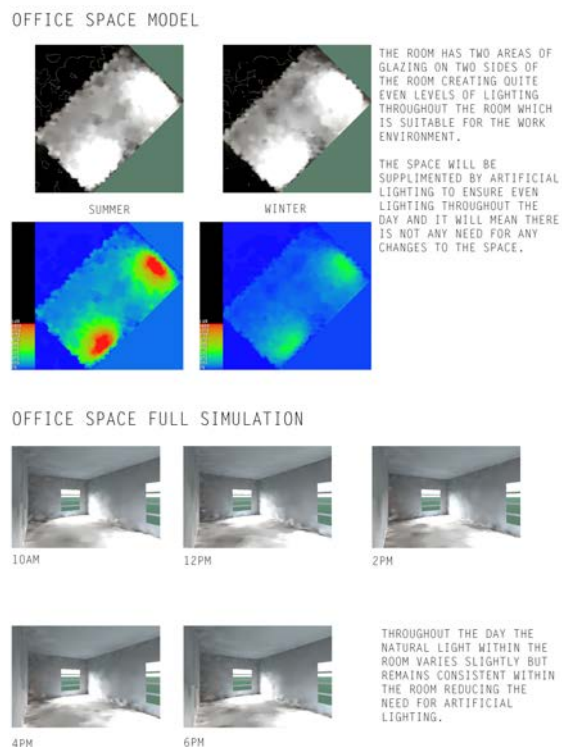 OFFICE SPACE MODEL
THE ROOM HAS TWO AREAS OF
GLAZING ON TWO SIDES OF
THE ROOM CREATING QUITE
EVEN LEVELS OF LIGHTING
THROUGHOUT THE ROOM WHICH
IS SUITABLE FOR THE WORK
ENVIRONMENT.
THE SPACE WILL BE
SUPPLIMENTED BY ARTIFICIAL
LIGHTING TO ENSURE EVEN
LIGHTING THROUGHOUT THE
DAY AND IT WILL MEAN THERE
IS NOT ANY NEED FOR ANY
CHANGES TO THE SPACE.
SUMMER
WINTER
OFFICE SPACE FULL SIMULATION
10AM
12PM
2PM
THROUGHOUT THE DAY THE
NATURAL LIGHT WITHIN THE
ROOM VARIES SLIGHTLY BUT
REMAINS CONSISTENT WITHIN
THE ROOM REDUCING THE
NEED FOR ARTIFICIAL
LIGHTING.
4PM
6PM